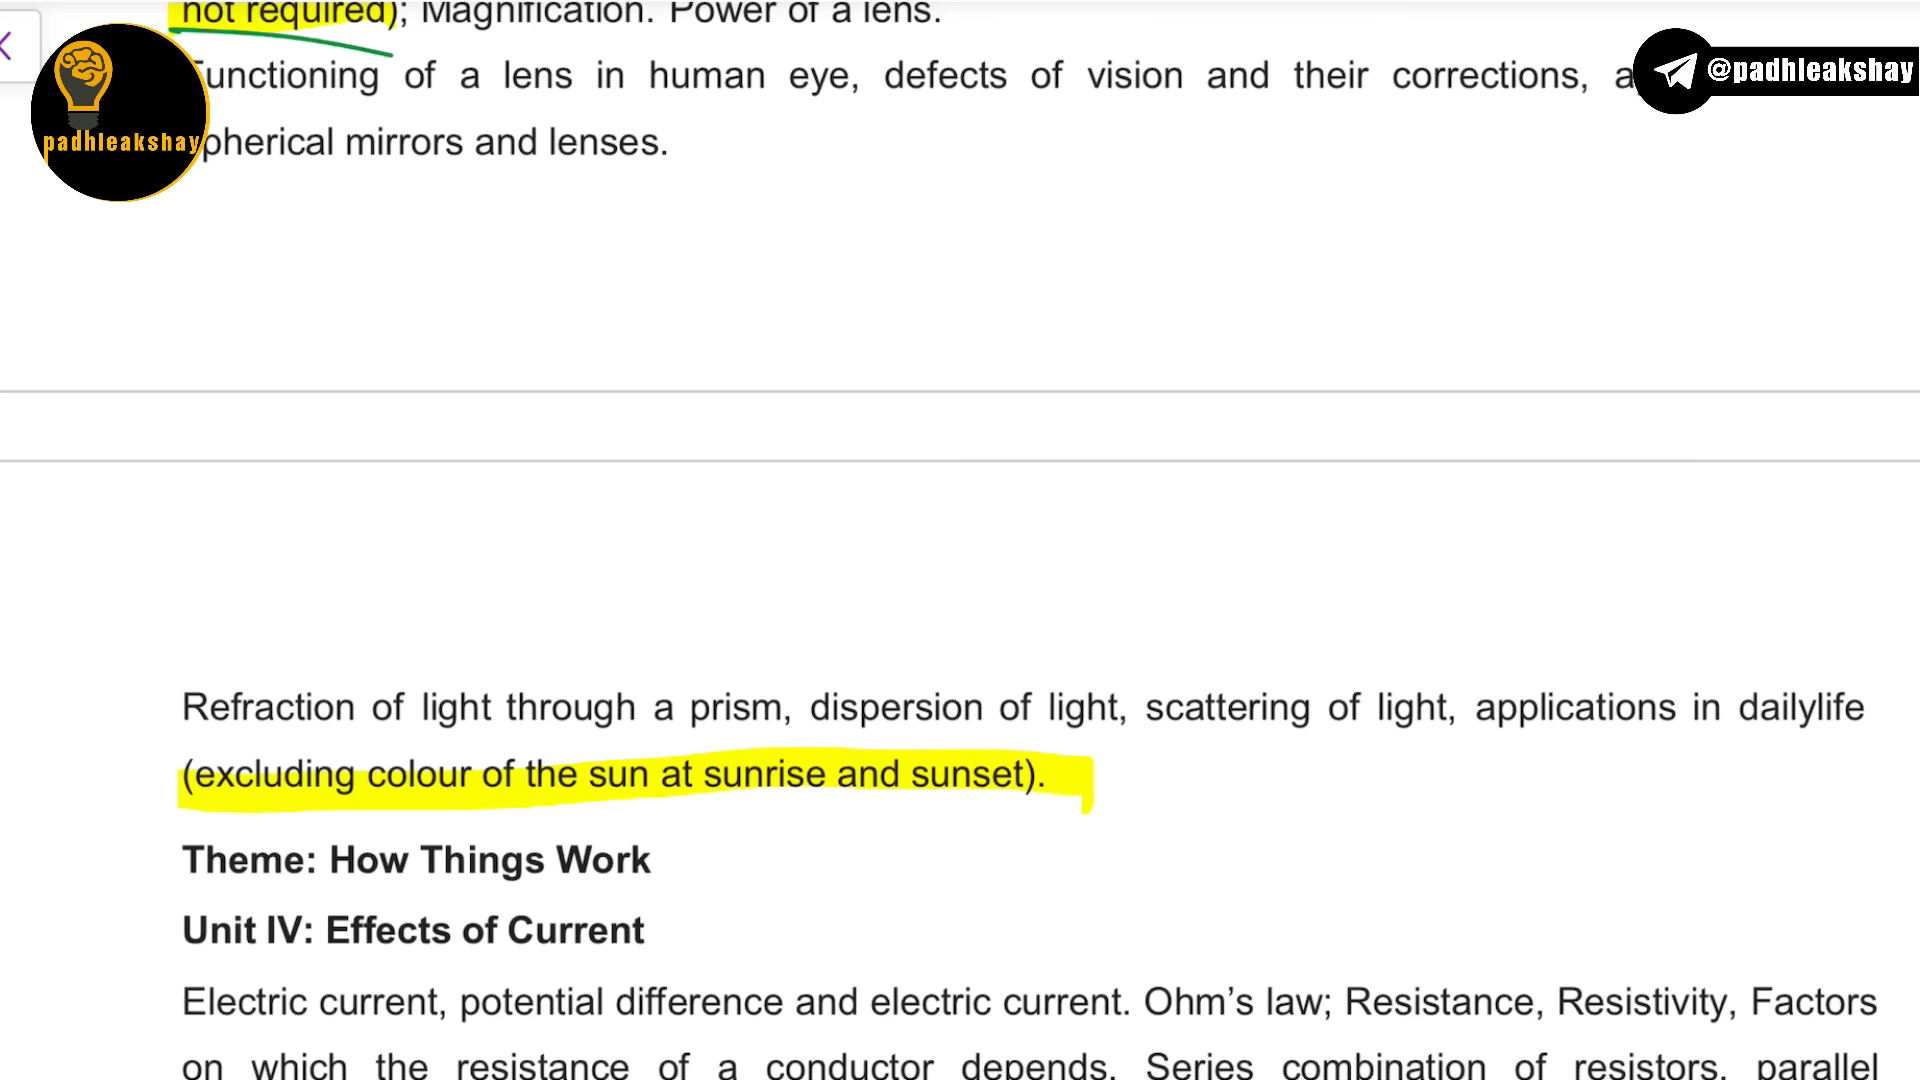 not required); Magnification. Power of a lens.
Functioning of a lens in human eye, defects of vision and their corrections,
@padhleakshay
padhleakshay
pherical mirrors and lenses.
Refraction of light through a prism, dispersion of light, scattering of light, applications in dailylife
(excluding colour of the sun at sunrise and sunset).
Theme: How Things Work
Unit IV: Effects of Current
Electric current, potential difference and electric current. Ohm’s law; Resistance, Resistivity, Factors
on which the resistance of a conductor depends. Series combination of resistors, parallel